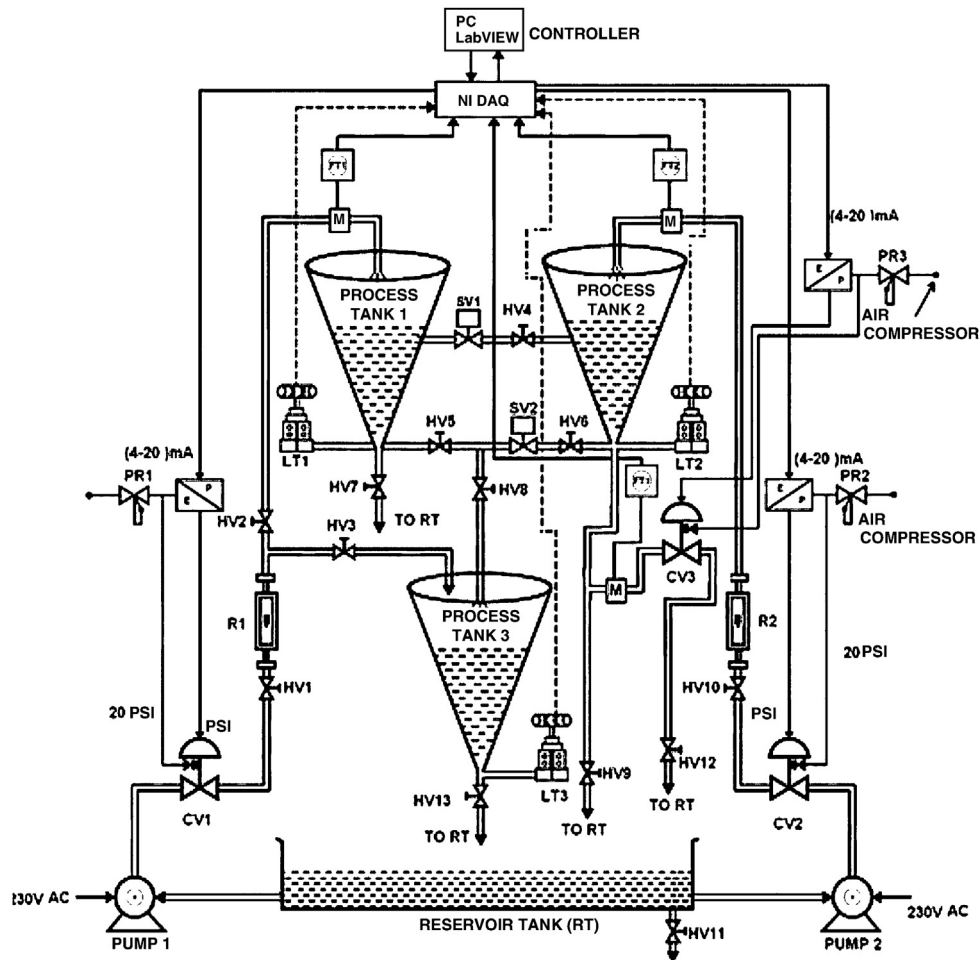 PC
LabVIEW
CONTROLLER
NI DAQ
FT1
M
M
(4-20 )mA
PR3
E
P
AIR
COMPRESSOR
PROCESS
TANK 1
SV1
HV4
PROCESS
TANK 2
LT1
HV5
SV2
HV6
LT2
(4-20 )mA
PR1
E
P
HV7
TO RT
HV8
(4-20 )mA
PR2
E
P
AIR
COMPRESSOR
HV2
HV3
CV3
R1
PROCESS
TANK 3
M
R2
HV1
20 PSI
PSI
20 PSI
HV10
PSI
CV1
HV13
TO RT
LT3
HV9
TO RT
HV12
TO RT
CV2
230V AC
PUMP 1
RESERVOIR TANK (RT)
HV11
PUMP 2
230V AC